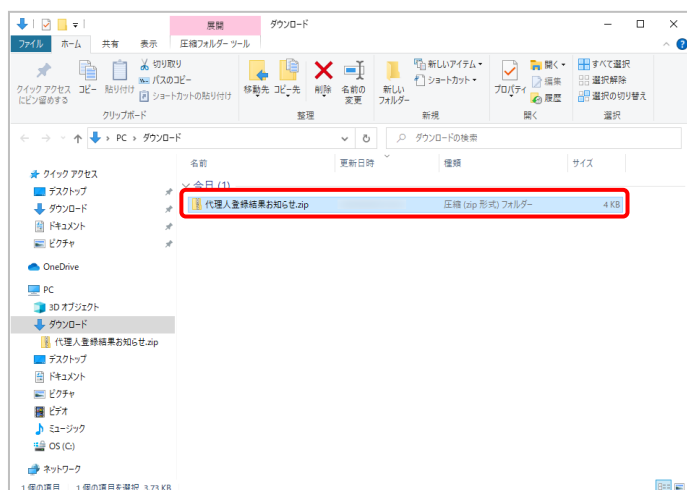 展開 ダウンロード
ファイル ホーム 共有 表示 圧縮フォルダー ツール
クイック アクセスにピン留めする
コピー
貼り付け
切り取り
パスのコピー
ショートカットの貼り付け
移動先
コピー先
削除
名前の変更
新しいフォルダー
新しいアイテム
ショートカット
プロパティ
開く
編集
履歴
すべて選択
選択解除
選択の切り替え
クリップボード 整理 新規 開く 選択
PC › ダウンロード ダウンロードの検索
名前 更新日時 種類 サイズ
今日 (1)
代理人登録結果お知らせ.zip 圧縮 (zip 形式) フォルダー 4 KB
クイック アクセス
デスクトップ
ダウンロード
ドキュメント
ピクチャ
OneDrive
PC
3D オブジェクト
ダウンロード
代理人登録結果お知らせ.zip
デスクトップ
ドキュメント
ピクチャ
ビデオ
ミュージック
OS (C:)
ネットワーク
1 個の項目 1 個の項目を選択 3.73 KB